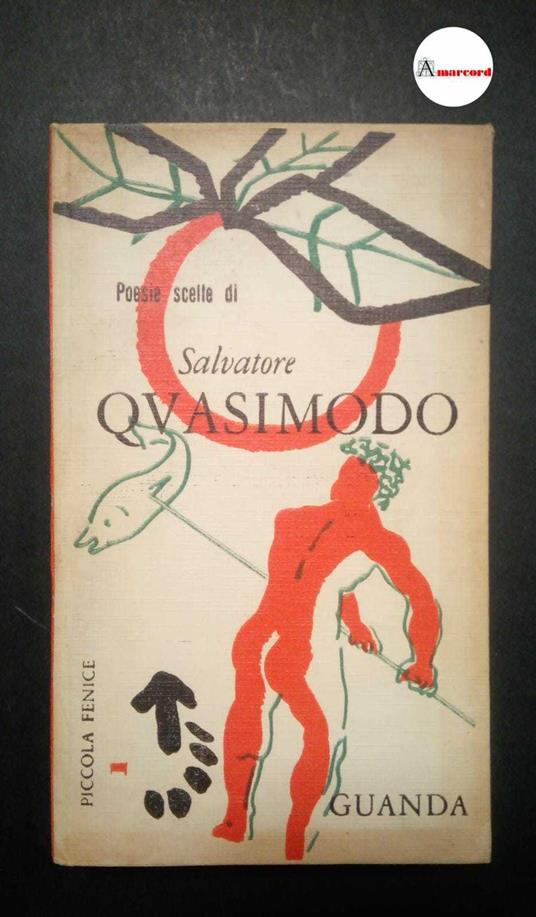 Amarcord
Poesie scelte di
Salvatore
QVASIMODO
PICCOLA FENICE
1
GUANDA